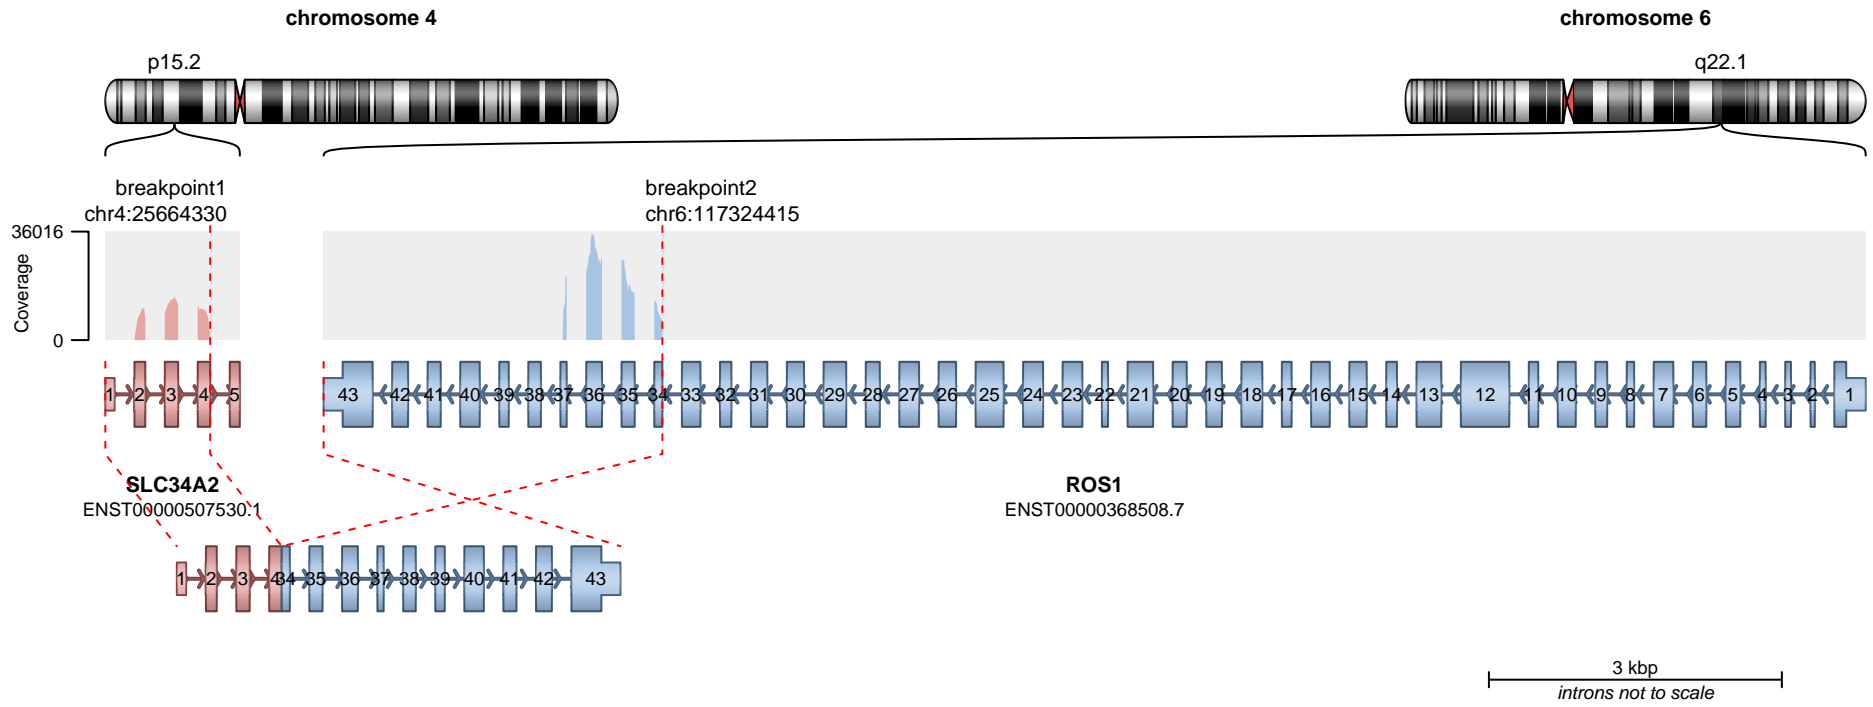 chromosome 4
chromosome 6
p15.2
q22.1
breakpoint1
chr4:25664330
breakpoint2
chr6:117324415
36016
Coverage
0
1 2 3 4 5
43 42 41 40 39 38 37 36 35 34 33 32 31 30 29 28 27 26 25 24 23 22 21 20 19 18 17 16 15 14 13 12 11 10 9 8 7 6 5 4 3 2 1
SLC34A2
ENST00000507530.1
ROS1
ENST00000368508.7
1 2 3 4 34 35 36 37 38 39 40 41 42 43
3 kbp
introns not to scale